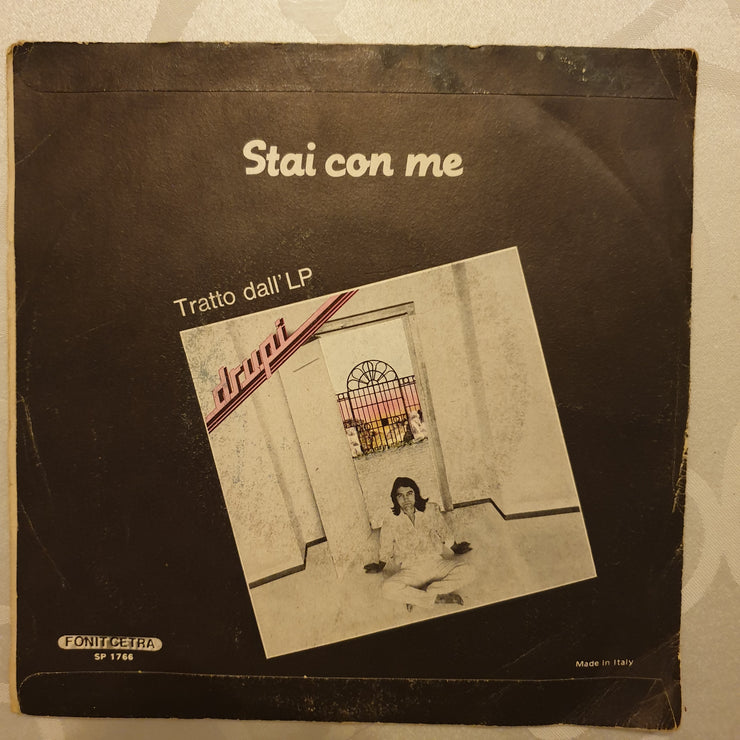 Stai con me
Tratto dall' LP
drupi
FONIT CETRA
SP 1766
Made in Italy